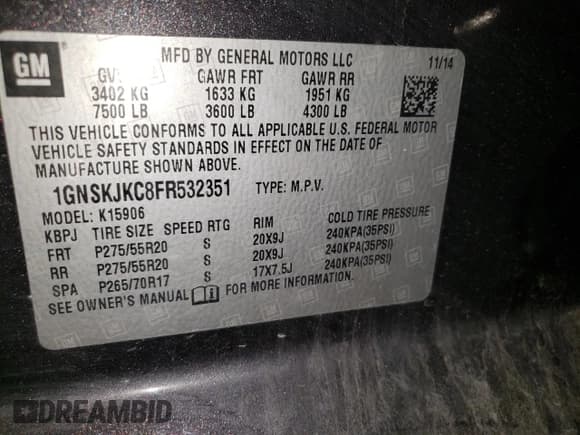 GM
MFD BY GENERAL MOTORS LLC 11/14
GAWR FRT GAWR RR
3402 KG 1633 KG 1951 KG
7500 LB 3600 LB 4300 LB
THIS VEHICLE CONFORMS TO ALL APPLICABLE U.S. FEDERAL MOTOR
VEHICLE SAFETY STANDARDS IN EFFECT ON THE DATE OF
MANUFACTURE SHOWN ABOVE.
1GNSKJKC8FR532351 TYPE: M.P.V.
MODEL: K15906
KBPJ TIRE SIZE SPEED RTG RIM COLD TIRE PRESSURE
FRT P275/55R20 S 20X9J 240KPA(35PSI)
RR P275/55R20 S 20X9J 240KPA(35PSI)
SPA P265/70R17 S 17X7.5J 240KPA(35PSI)
SEE OWNER'S MANUAL FOR MORE INFORMATION
DREAMBID